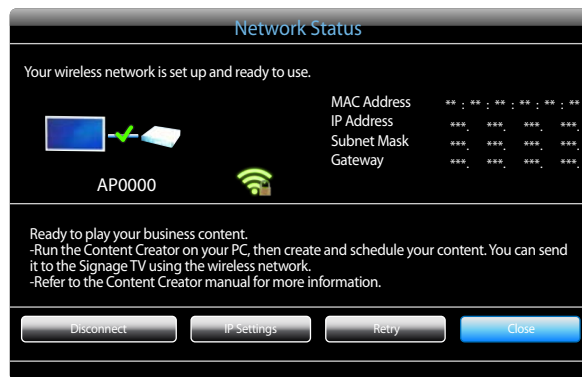 Network Status
Your wireless network is set up and ready to use.
MAC Address ** : ** : ** : ** : ** : **
IP Address ***. ***. ***. ***
Subnet Mask ***. ***. ***. ***
Gateway ***. ***. ***. ***
AP0000
Ready to play your business content.
-Run the Content Creator on your PC, then create and schedule your content. You can send
it to the Signage TV using the wireless network.
-Refer to the Content Creator manual for more information.
Disconnect IP Settings Retry Close